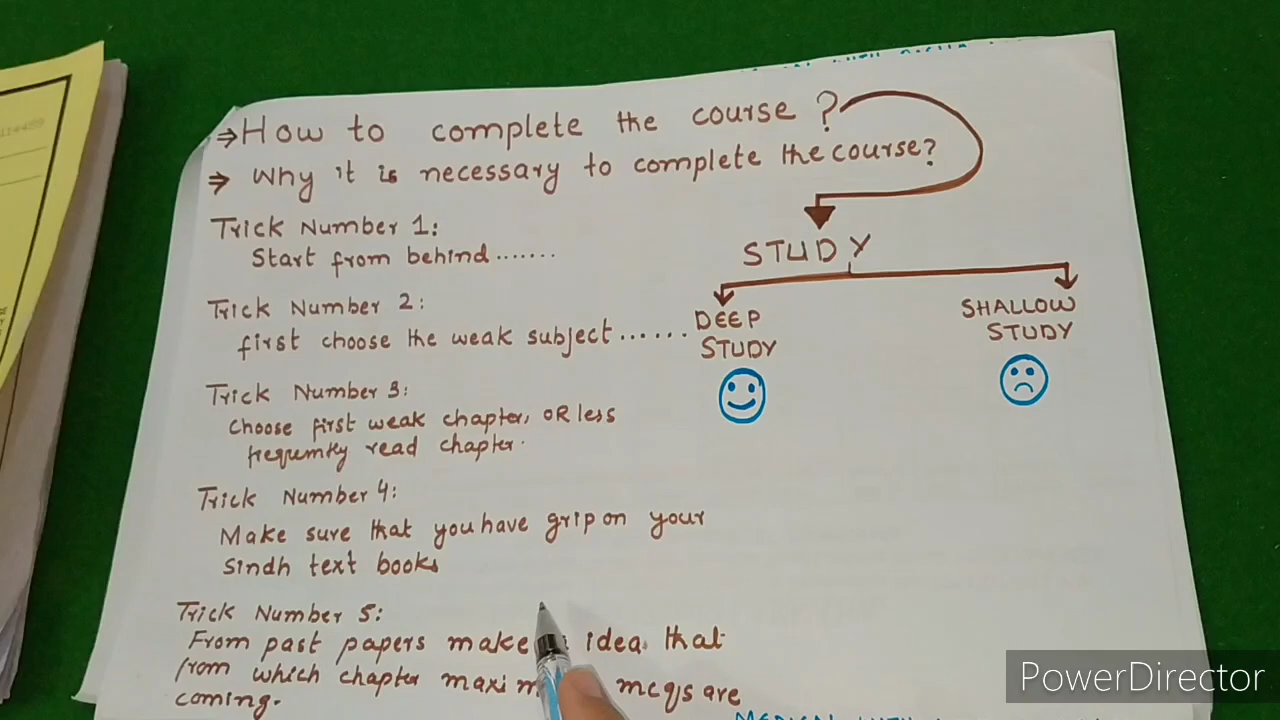 ⇒ How to complete the course?
⇒ Why it is necessary to complete the course?
Trick Number 1:
Start from behind.......
Trick Number 2:
first choose the weak subject......
Trick Number 3:
Choose first weak chapter, OR less
frequmtly read chapter.
Trick Number 4:
Make sure that you have grip on your
Sindh text books
Trick Number 5:
From past papers make idea that
from which chapter mcqs are
coming.
STUDY
DEEP
STUDY
SHALLOW
STUDY
PowerDirector